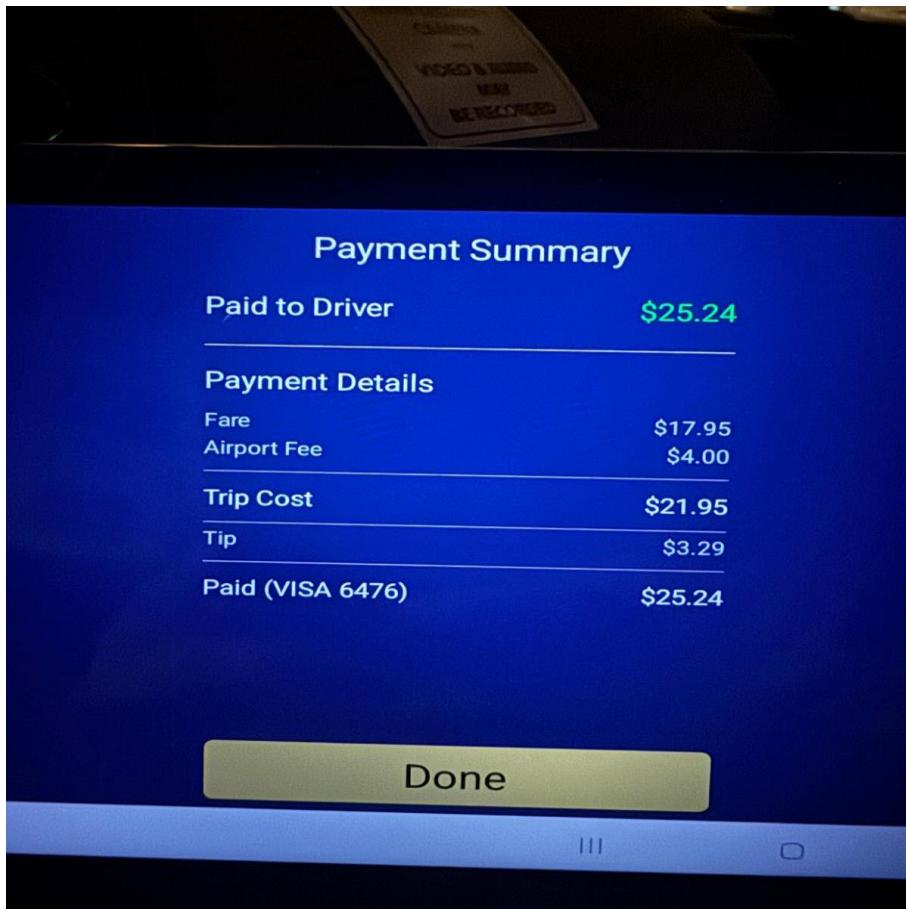 CAMERA
VIDEO & AUDIO
MAY
BE RECORDED
Payment Summary
Paid to Driver $25.24
Payment Details
Fare $17.95
Airport Fee $4.00
Trip Cost $21.95
Tip $3.29
Paid (VISA 6476) $25.24
Done